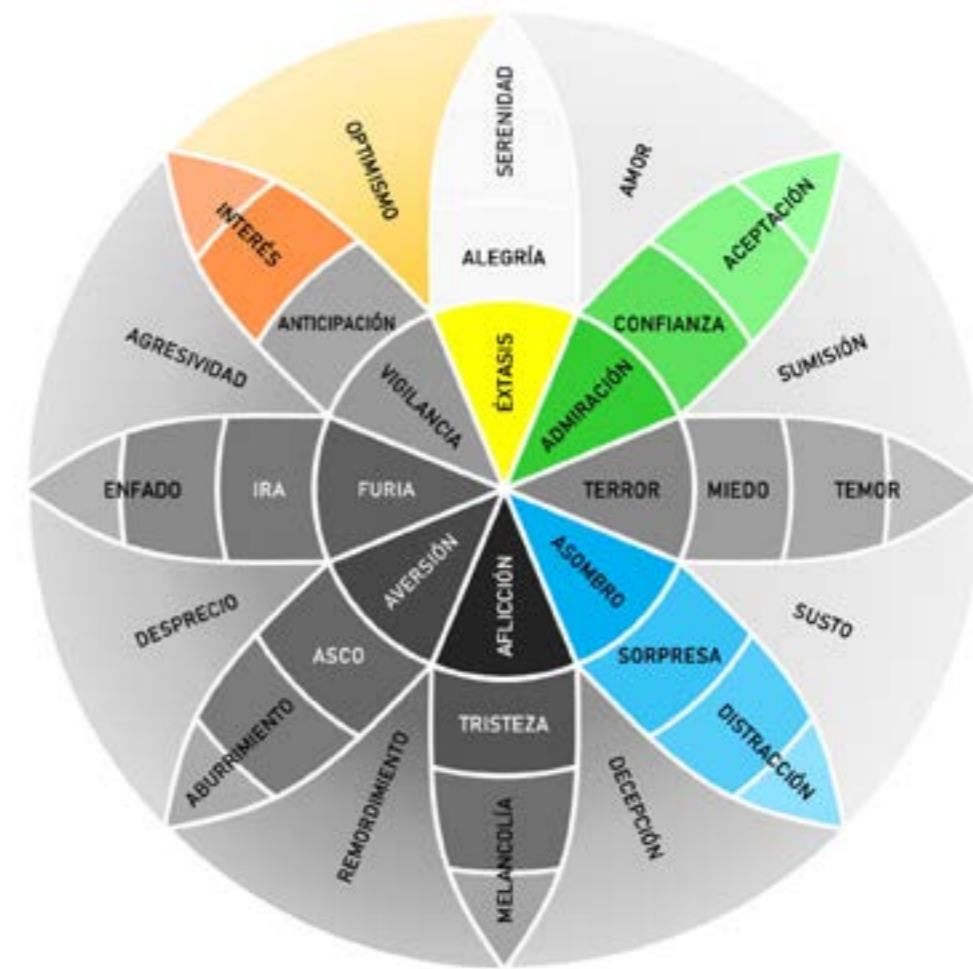 SERENIDAD
OPTIMISMO
AMOR
ACEPTACIÓN
INTERÉS
ALEGRÍA
ANTICIPACIÓN
CONFIANZA
AGRESIVIDAD
SUMISIÓN
VIGILANCIA
ÉXTASIS
ADMIRACIÓN
ENFADO
IRA
FURIA
TERROR
MIEDO
TEMOR
AVERSIÓN
AFLICCIÓN
ASOMBRO
DESPRECIO
SUSTO
ASCO
SORPRESA
TRISTEZA
ABURRIMIENTO
DISTRACCIÓN
REMORDIMIENTO
DECEPCIÓN
MELANCOLÍA